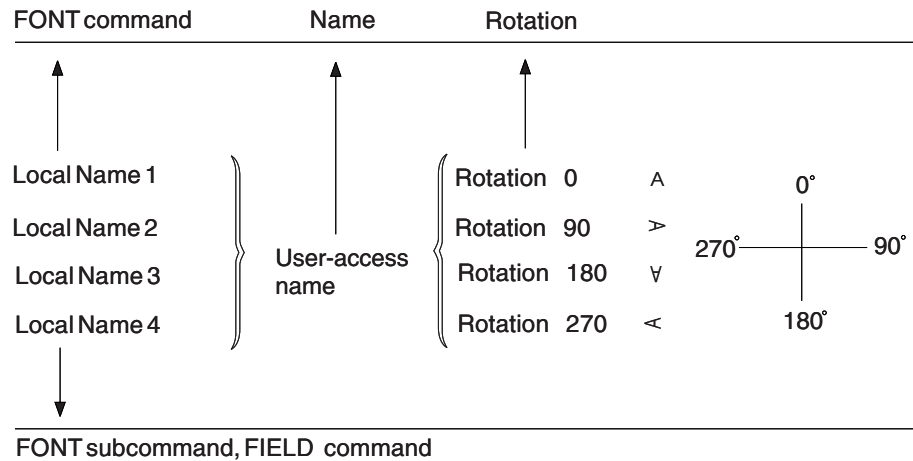 FONT command Name Rotation
Local Name 1 Rotation 0 A
0°
Local Name 2 Rotation 90 A
User-access
name
270° 90°
Local Name 3 Rotation 180 A
Local Name 4 Rotation 270 A
180°
FONT subcommand, FIELD command